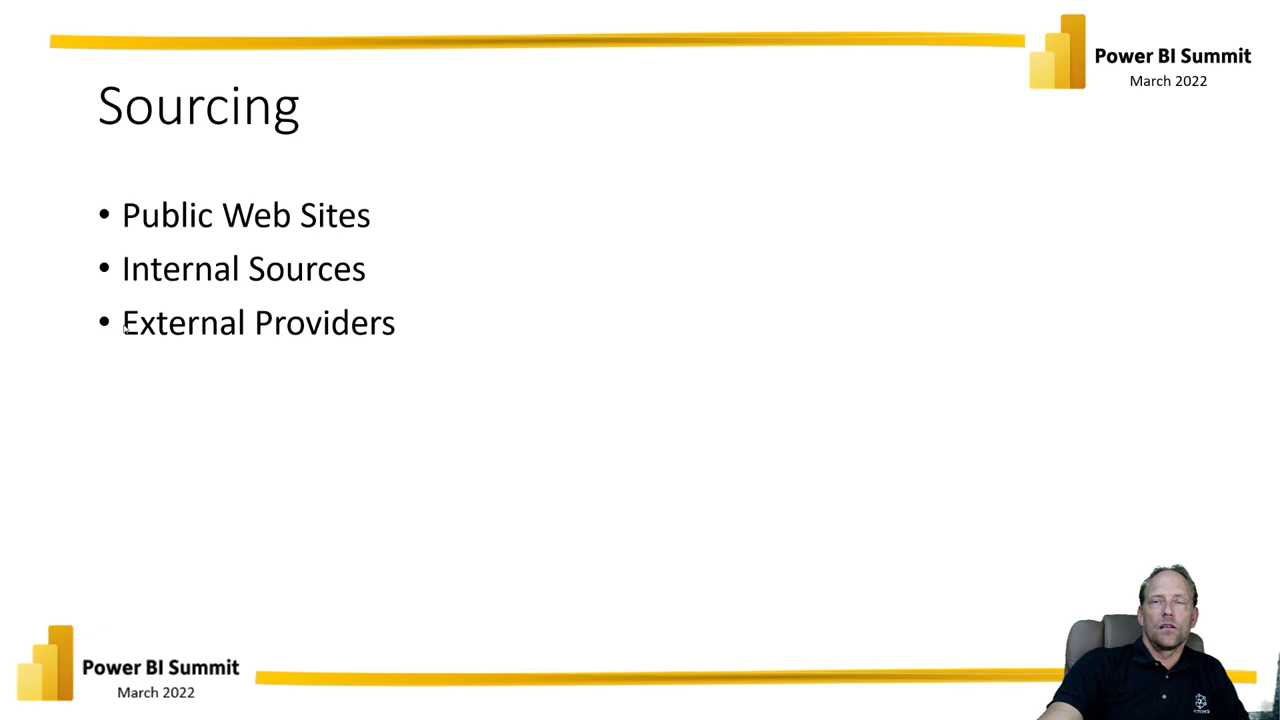 Power BI Summit
March 2022
Sourcing
• Public Web Sites
• Internal Sources
• External Providers
Power BI Summit
March 2022